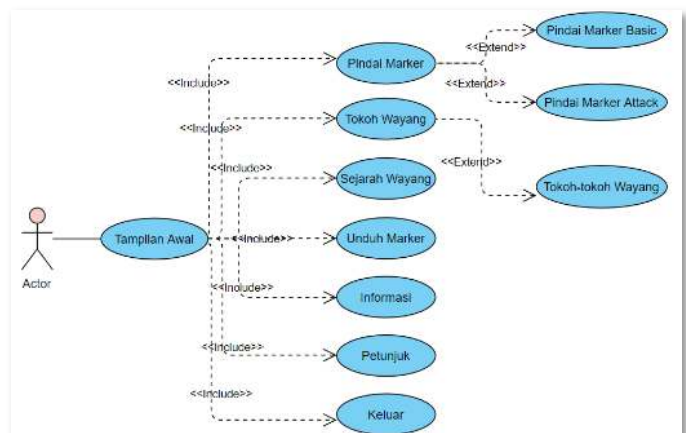 Pindai Marker Basic
<<Extend>>
Pindai Marker
<<Include>>
<<Extend>>
Pindai Marker Attack
Tokoh Wayang
<<Include>>
<<Extend>>
<<Include>>
Sejarah Wayang
Tokoh-tokoh Wayang
Tampilan Awal
<<Include>>
Unduh Marker
Actor
<<Include>>
Informasi
<<Include>>
Petunjuk
<<Include>>
Keluar